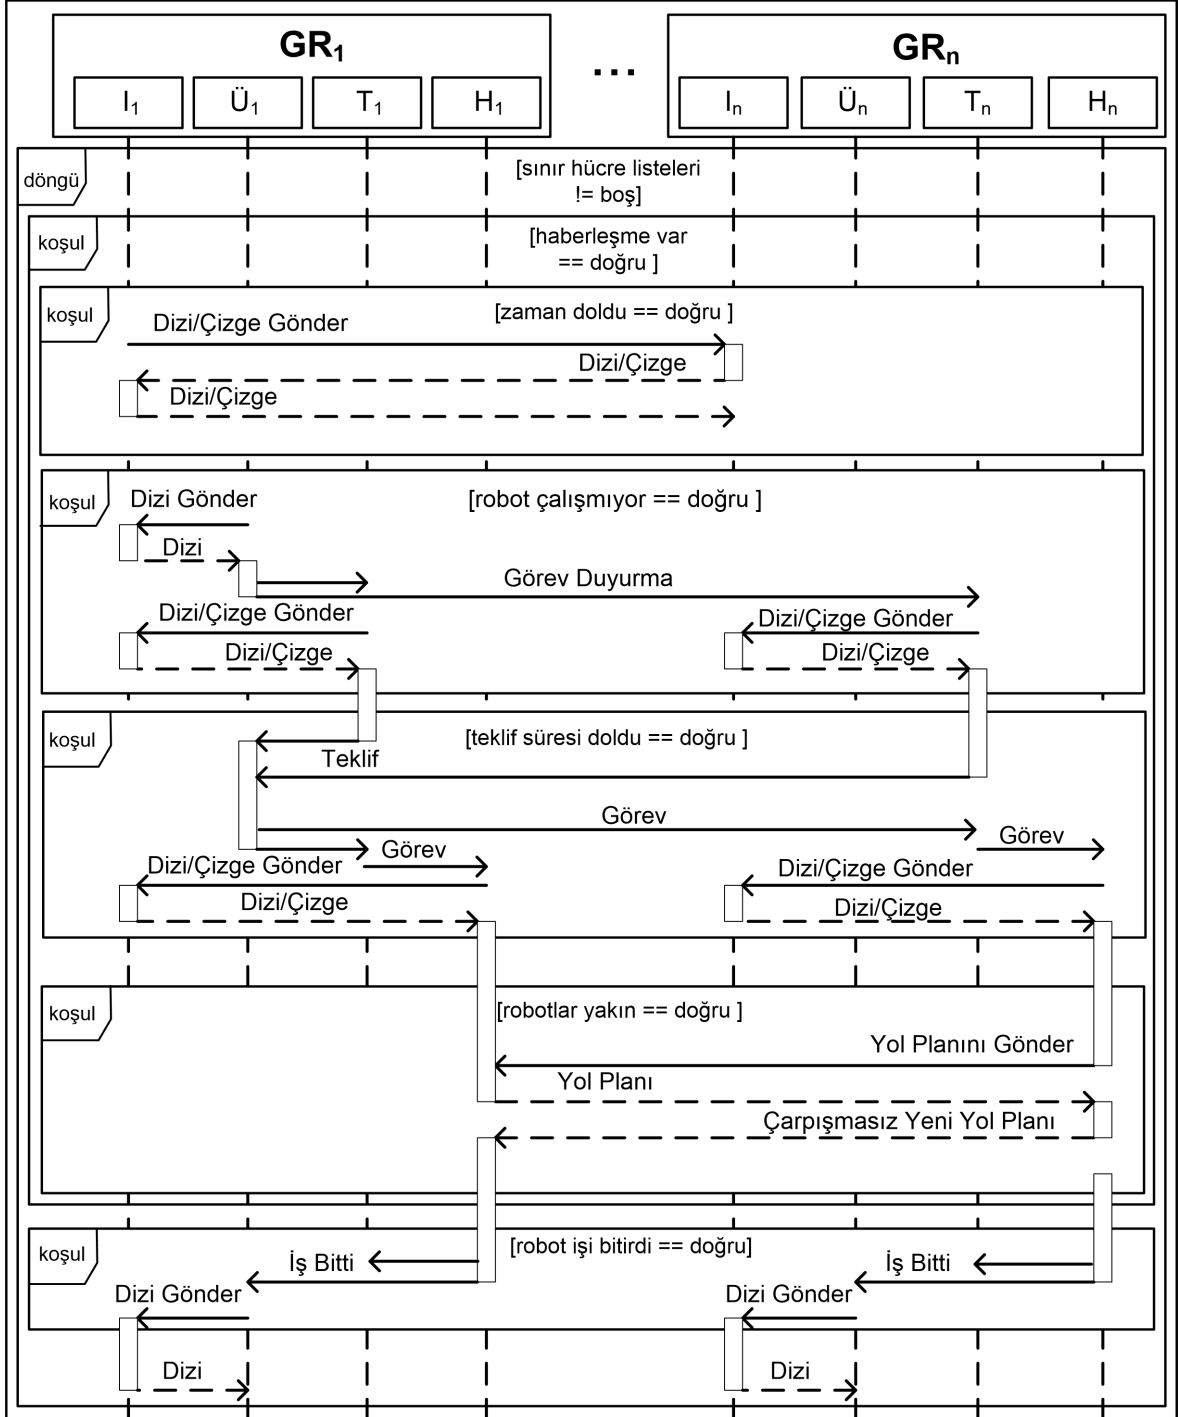 GR1
...
GRn
I1
Ü1
T1
H1
In
Ün
Tn
Hn
döngü
[sınır hücre listeleri
!= boş]
koşul
[haberleşme var
== doğru ]
koşul
[zaman doldu == doğru ]
Dizi/Çizge Gönder
Dizi/Çizge
Dizi/Çizge
koşul
Dizi Gönder
[robot çalışmıyor == doğru ]
Dizi
Görev Duyurma
Dizi/Çizge Gönder
Dizi/Çizge Gönder
Dizi/Çizge
Dizi/Çizge
koşul
[teklif süresi doldu == doğru ]
Teklif
Görev
Görev
Görev
Dizi/Çizge Gönder
Dizi/Çizge Gönder
Dizi/Çizge
Dizi/Çizge
koşul
[robotlar yakın == doğru ]
Yol Planını Gönder
Yol Planı
Çarpışmasız Yeni Yol Planı
koşul
[robot işi bitirdi == doğru]
İş Bitti
İş Bitti
Dizi Gönder
Dizi Gönder
Dizi
Dizi